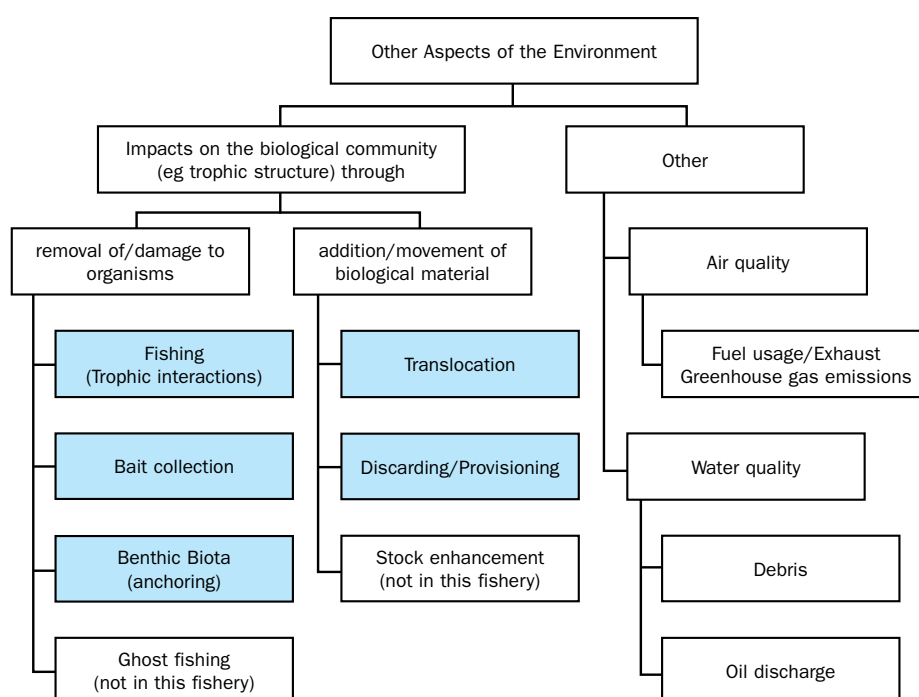 Other Aspects of the Environment
Impacts on the biological community
(eg trophic structure) through
Other
removal of/damage to
organisms
addition/movement of
biological material
Air quality
Fishing
(Trophic interactions)
Translocation
Fuel usage/Exhaust
Greenhouse gas emissions
Bait collection
Discarding/Provisioning
Water quality
Benthic Biota
(anchoring)
Stock enhancement
(not in this fishery)
Debris
Ghost fishing
(not in this fishery)
Oil discharge